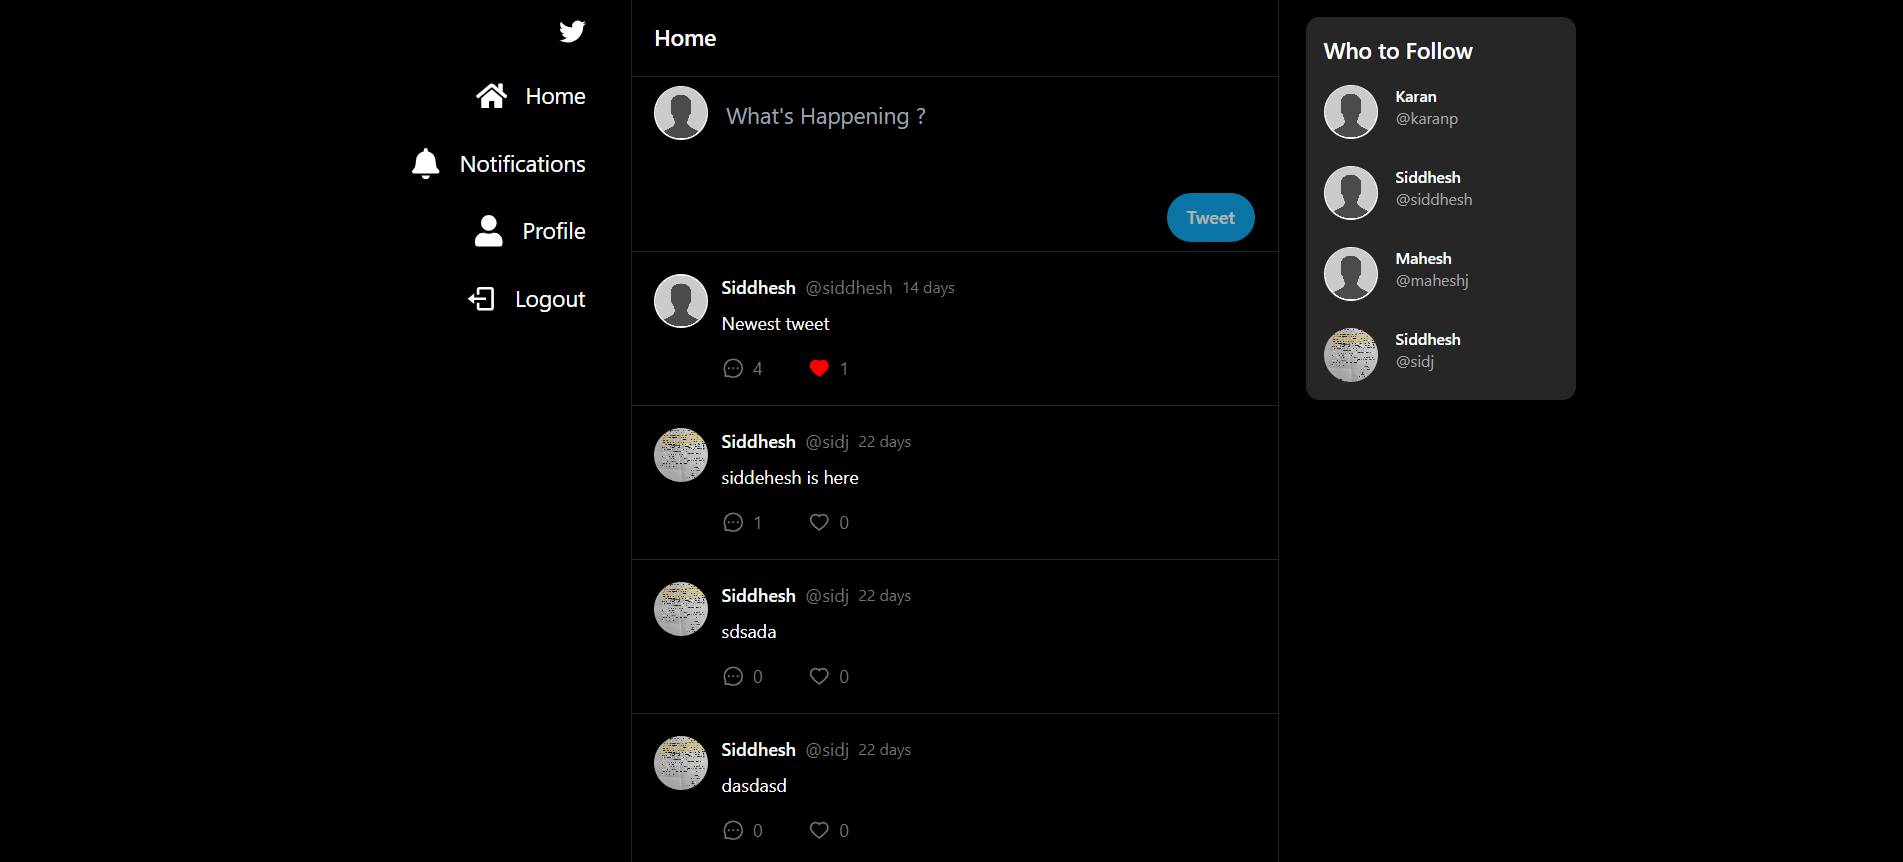 Home
Notifications
Profile
Logout
Home
What's Happening ?
Tweet
Siddhesh @siddhesh 14 days
Newest tweet
4 1
Siddhesh @sidj 22 days
siddehesh is here
1 0
Siddhesh @sidj 22 days
sdsada
0 0
Siddhesh @sidj 22 days
dasdasd
0 0
Who to Follow
Karan
@karanp
Siddhesh
@siddhesh
Mahesh
@maheshj
Siddhesh
@sidj